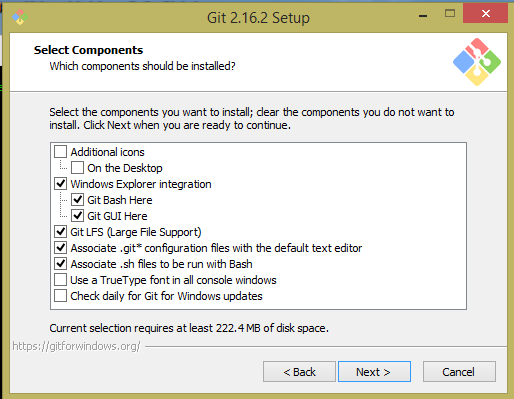 Git 2.16.2 Setup
Select Components
Which components should be installed?
Select the components you want to install; clear the components you do not want to
install. Click Next when you are ready to continue.
Additional icons
On the Desktop
Windows Explorer integration
Git Bash Here
Git GUI Here
Git LFS (Large File Support)
Associate .git* configuration files with the default text editor
Associate .sh files to be run with Bash
Use a TrueType font in all console windows
Check daily for Git for Windows updates
Current selection requires at least 222.4 MB of disk space.
https://gitforwindows.org/
< Back Next > Cancel